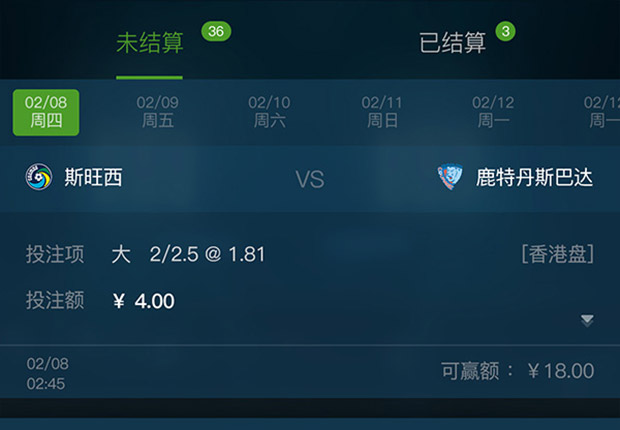 未结算 36 已结算 3
02/08 02/09 02/10 02/11 02/12 02/12
周四 周五 周六 周日 周一 周一
斯旺西 VS 鹿特丹斯巴达
投注项 大 2/2.5 @ 1.81 [香港盘]
投注额 ¥ 4.00
02/08
02:45
可赢额：¥18.00